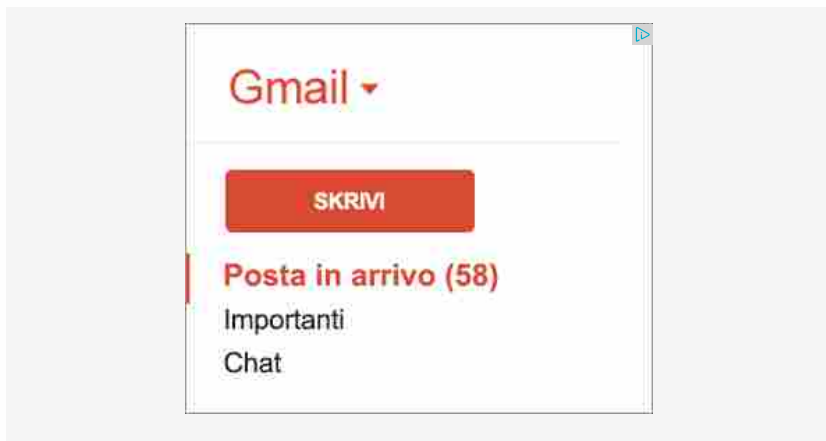 Gmail
SKRIVI
Posta in arrivo (58)
Importanti
Chat